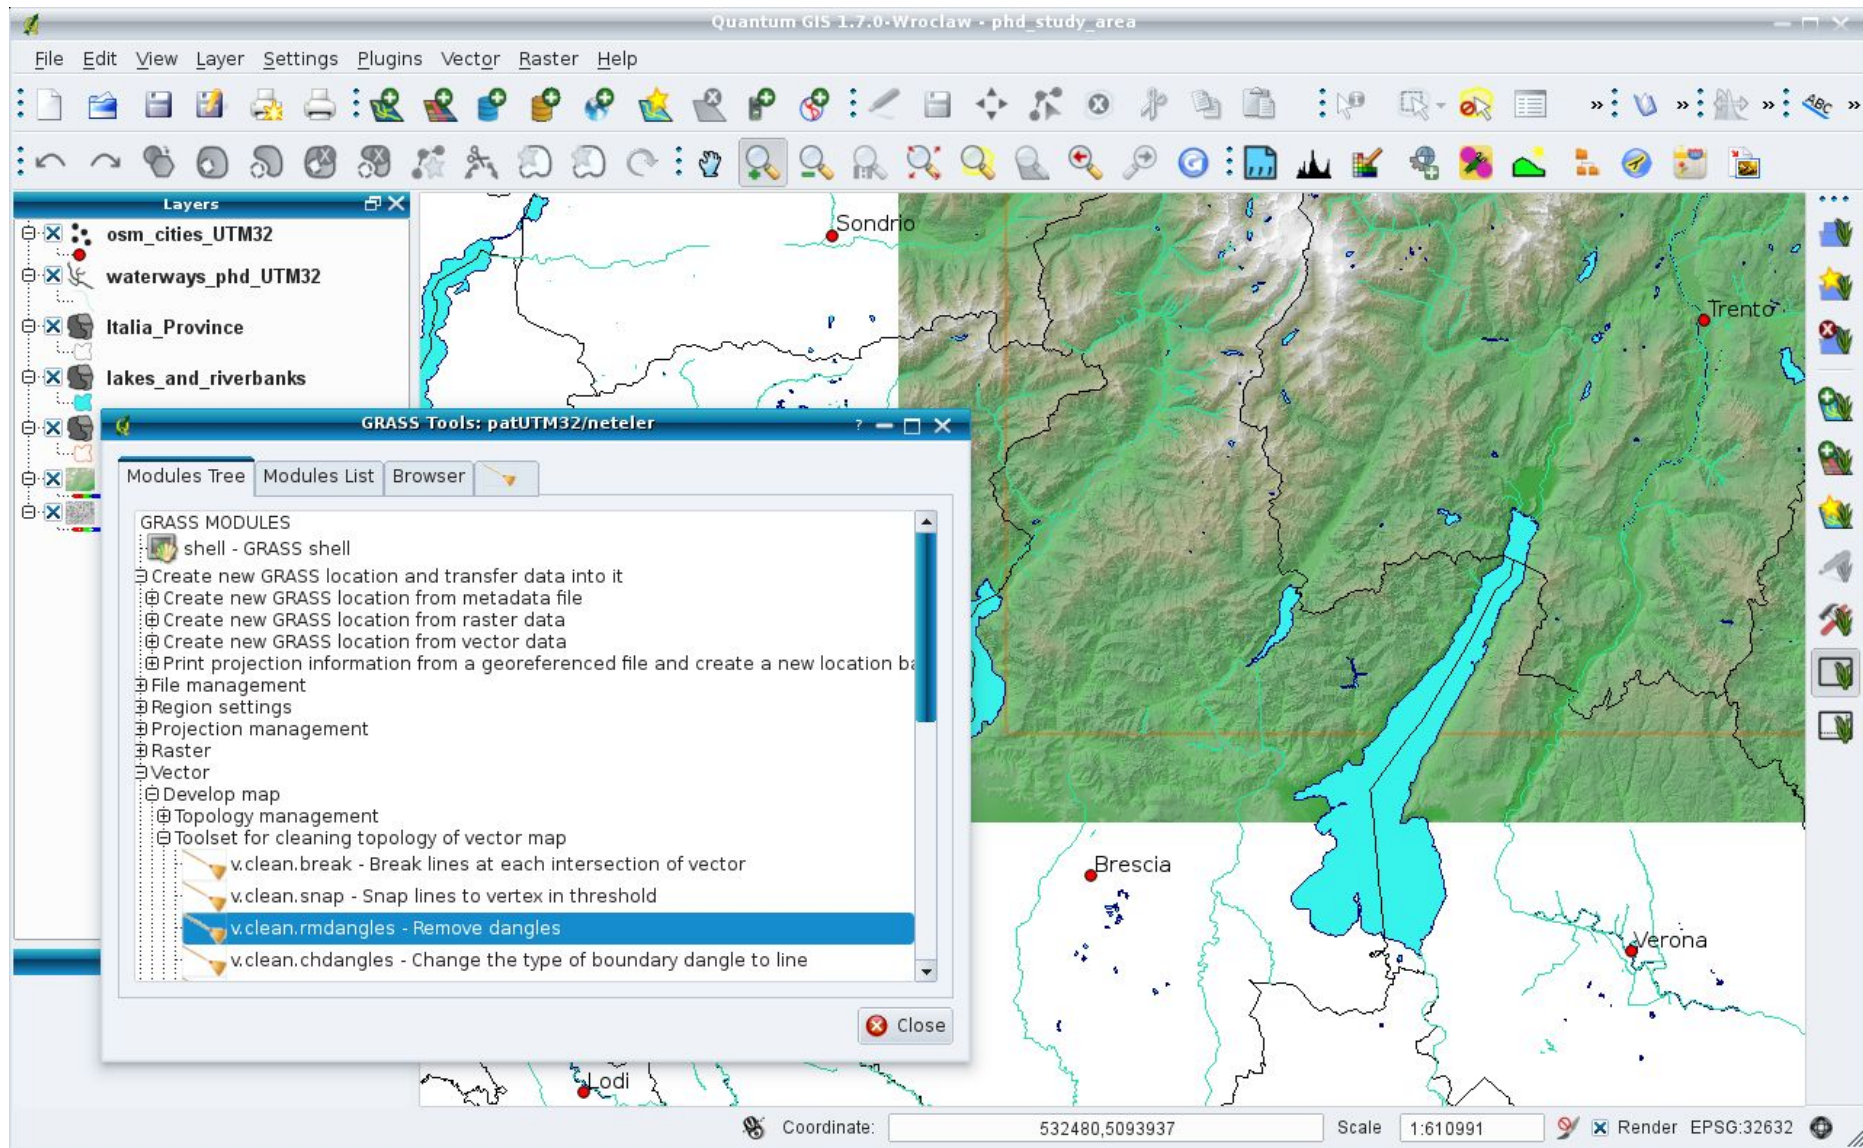 Quantum GIS 1.7.0-Wroclaw - phd_study_area
File Edit View Layer Settings Plugins Vector Raster Help
ABC
Layers
osm_cities_UTM32
waterways_phd_UTM32
Italia_Province
lakes_and_riverbanks
Sondrio
Trento
GRASS Tools: patUTM32/neteler
Modules Tree Modules List Browser
GRASS MODULES
shell - GRASS shell
Create new GRASS location and transfer data into it
Create new GRASS location from metadata file
Create new GRASS location from raster data
Create new GRASS location from vector data
Print projection information from a georeferenced file and create a new location ba
File management
Region settings
Projection management
Raster
Vector
Develop map
Topology management
Toolset for cleaning topology of vector map
v.clean.break - Break lines at each intersection of vector
v.clean.snap - Snap lines to vertex in threshold
v.clean.rmdangles - Remove dangles
v.clean.chdangles - Change the type of boundary dangle to line
Close
Brescia
Verona
Lodi
Coordinate: 532480,5093937 Scale 1:610991 Render EPSG:32632